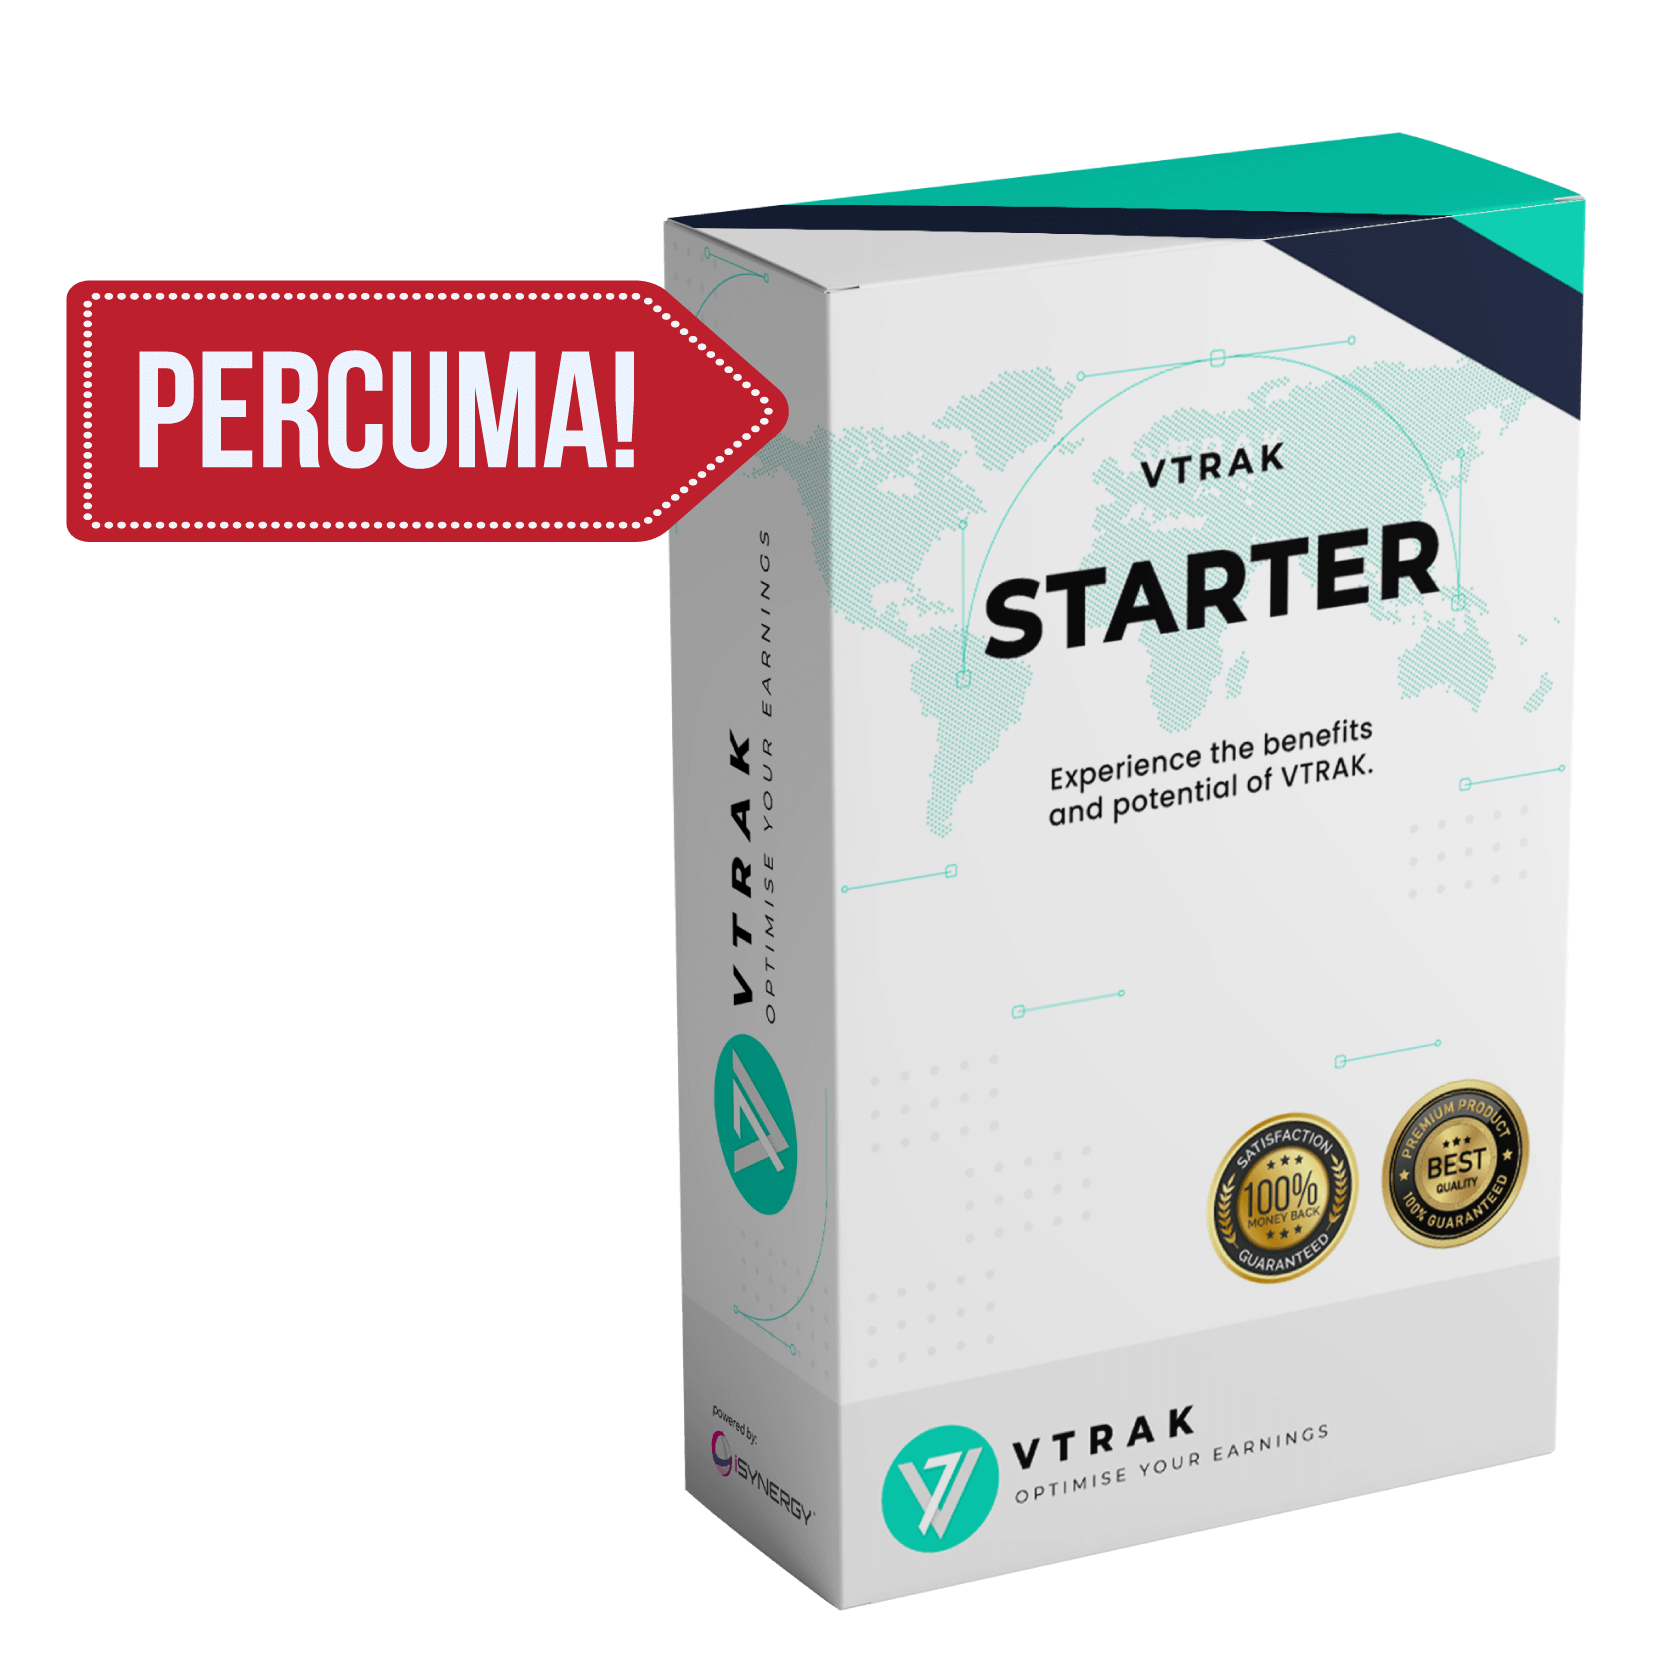 PERCUMA!
VTRAK
STARTER
Experience the benefits
and potential of VTRAK.
VTRAK
OPTIMISE YOUR EARNINGS
SATISFACTION
100%
MONEY BACK
GUARANTEED
PREMIUM PRODUCT
BEST
QUALITY
100% GUARANTEED
powered by:
iSYNERGY
VTRAK
OPTIMISE YOUR EARNINGS